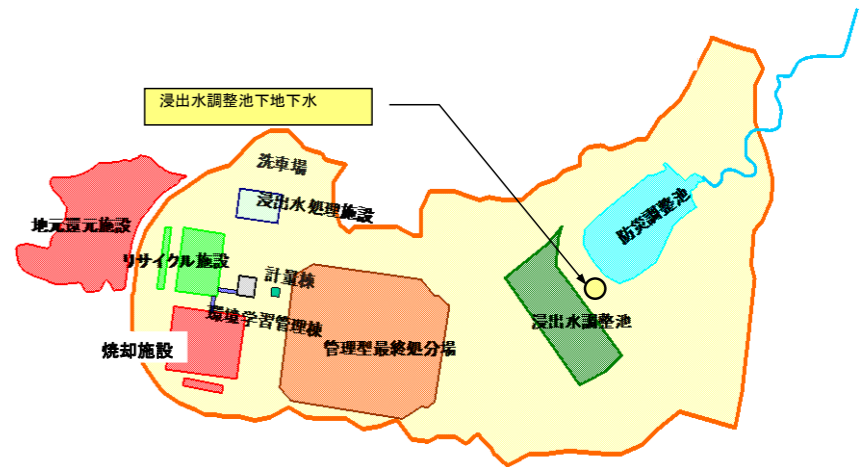 浸出水調整池下地下水
洗車場
浸出水処理施設
地元還元施設
防災調整池
リサイクル施設
計量棟
環境学習管理棟
浸出水調整池
焼却施設
管理型最終処分場